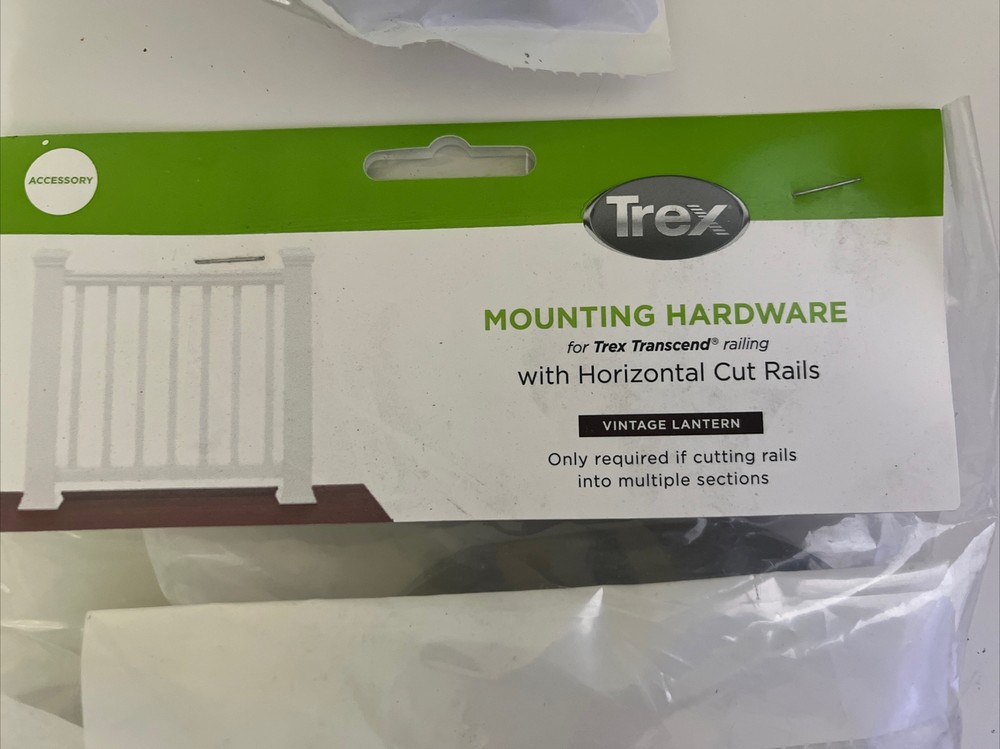 ACCESSORY
Trex
MOUNTING HARDWARE
for Trex Transcend® railing
with Horizontal Cut Rails
VINTAGE LANTERN
Only required if cutting rails
into multiple sections